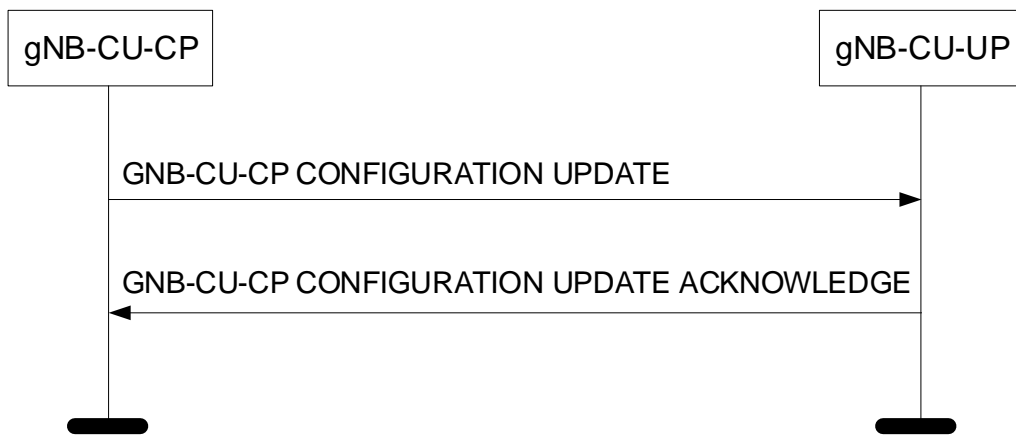 gNB-CU-CP
gNB-CU-UP
GNB-CU-CP CONFIGURATION UPDATE
GNB-CU-CP CONFIGURATION UPDATE ACKNOWLEDGE